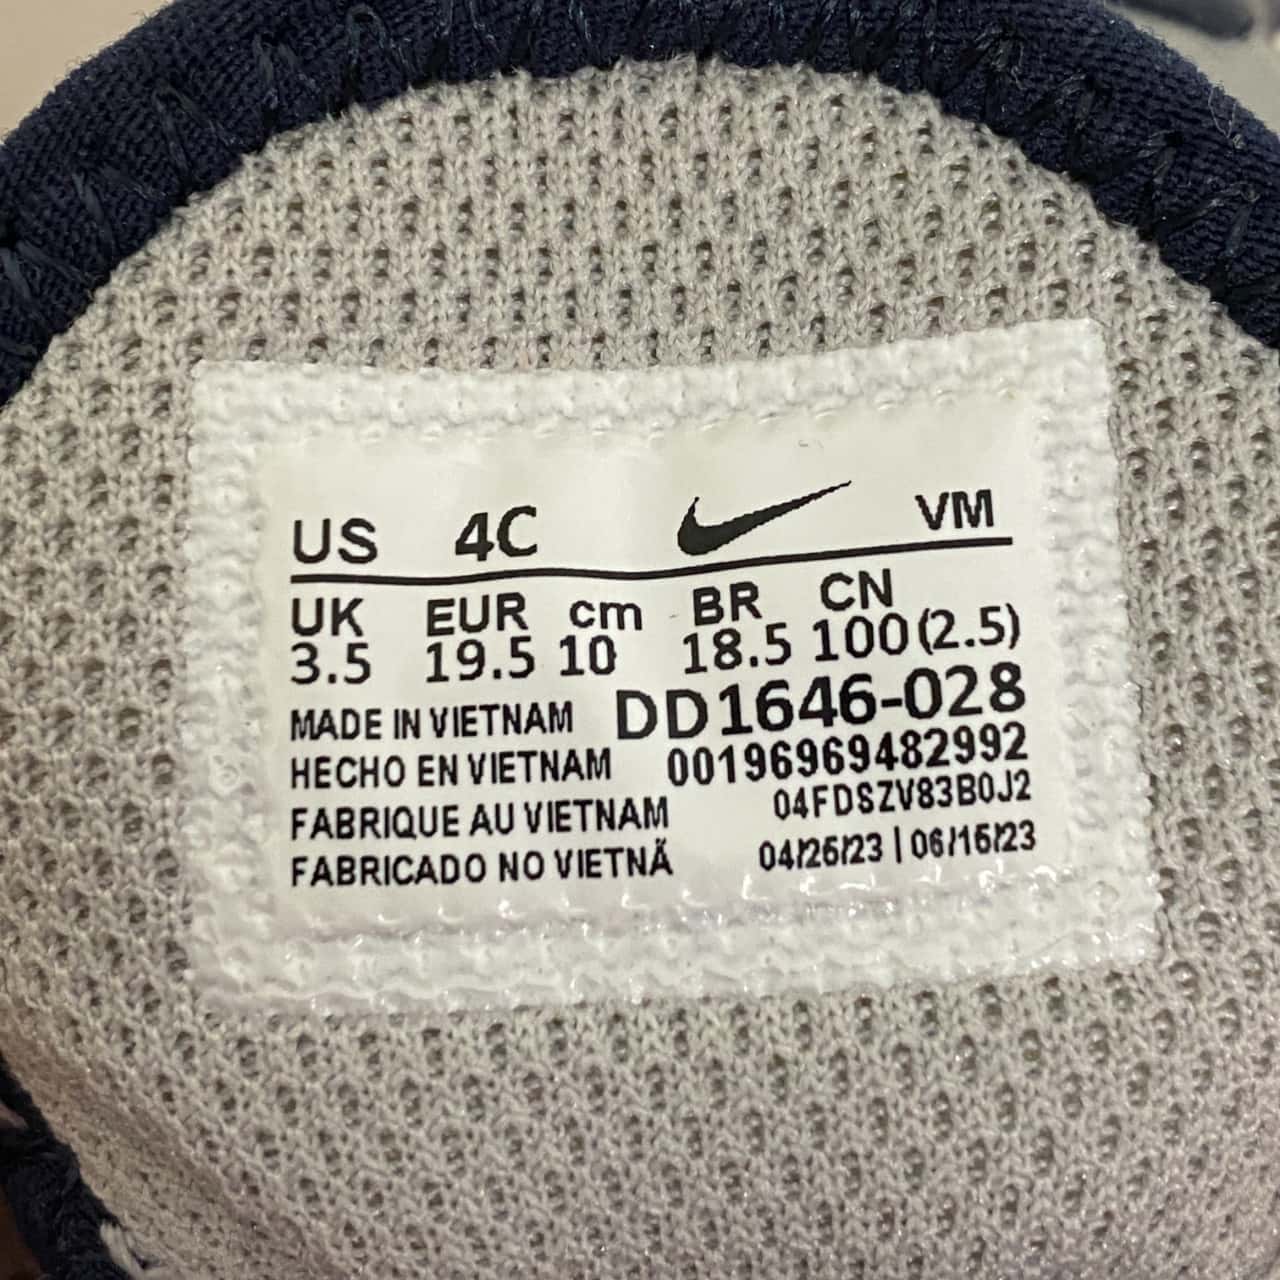 US 4C VM
UK EUR cm BR CN
3.5 19.5 10 18.5 100(2.5)
MADE IN VIETNAM DD1646-028
HECHO EN VIETNAM 00196969482992
FABRIQUE AU VIETNAM 04FDSZV83B0J2
FABRICADO NO VIETNÃ 04/26/23 | 06/16/23